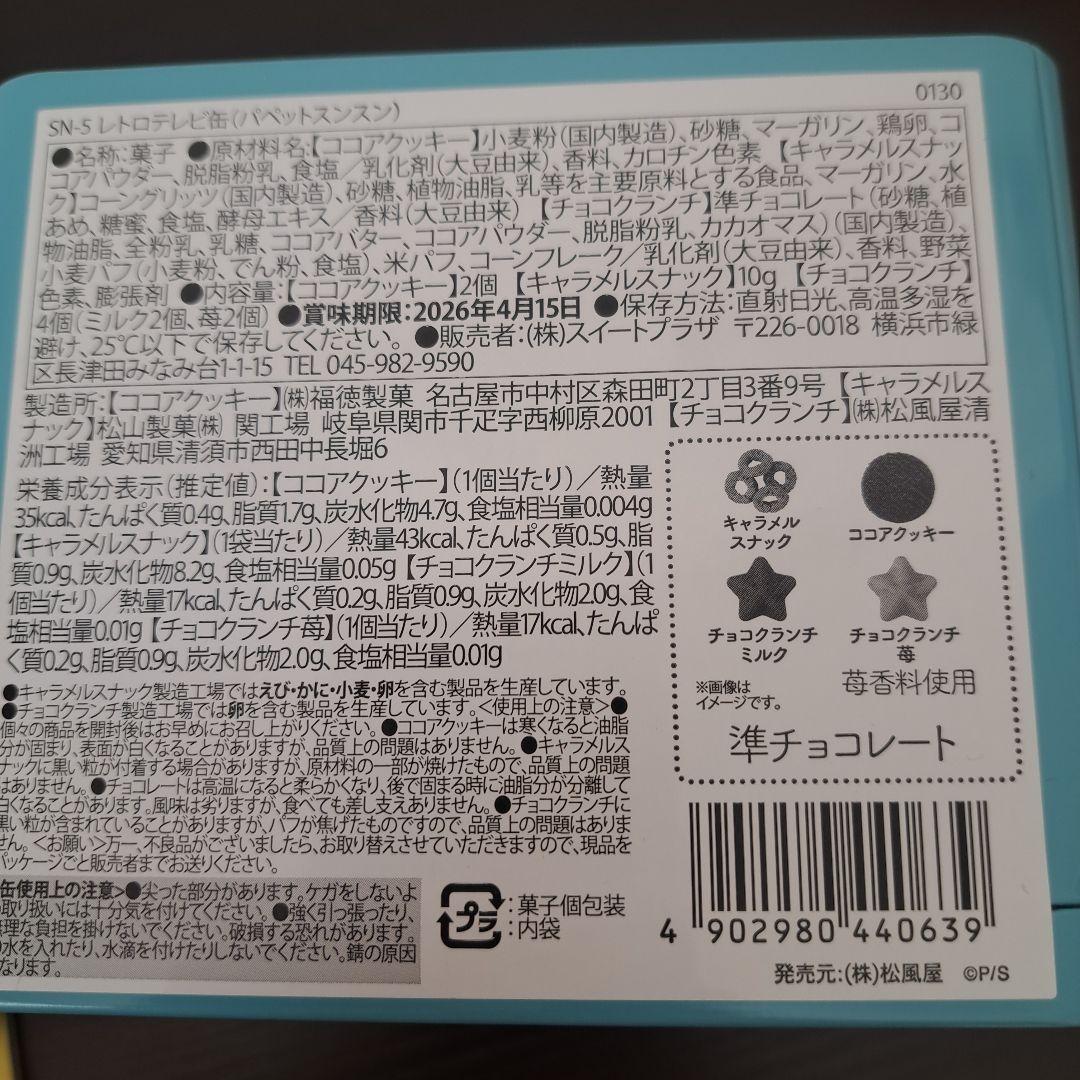 0130
SN-5 レトロテレビ缶(パペットスンスン)
●名称:菓子 ●原材料名:【ココアクッキー】小麦粉(国内製造)、砂糖、マーガリン、鶏卵、コ
コアパウダー、脱脂粉乳、食塩/乳化剤(大豆由来)、香料、カロチン色素 【キャラメルスナッ
ク】コーングリッツ(国内製造)、砂糖、植物油脂、乳等を主要原料とする食品、マーガリン、水
あめ、糖蜜、食塩、酵母エキス/香料(大豆由来) 【チョコクランチ】準チョコレート(砂糖、植
物油脂、全粉乳、乳糖、ココアバター、ココアパウダー、脱脂粉乳、カカオマス)(国内製造)、
小麦パフ(小麦粉、でん粉、食塩)、米パフ、コーンフレーク/乳化剤(大豆由来)、香料、野菜
色素、膨張剤 ●内容量:【ココアクッキー】2個 【キャラメルスナック】10g 【チョコクランチ】
4個(ミルク2個、苺2個) ●賞味期限:2026年4月15日 ●保存方法:直射日光、高温多湿を
避け、25℃以下で保存してください。 ●販売者:(株)スイートプラザ 〒226-0018 横浜市緑
区長津田みなみ台1-1-15 TEL 045-982-9590
製造所:【ココアクッキー】㈱福徳製菓 名古屋市中村区森田町2丁目3番9号 【キャラメルス
ナック】松山製菓㈱ 関工場 岐阜県関市千疋字西柳原2001 【チョコクランチ】㈱松風屋清
洲工場 愛知県清須市西田中長堀6
栄養成分表示(推定値):【ココアクッキー】(1個当たり)/熱量
35kcal、たんぱく質0.4g、脂質1.7g、炭水化物4.7g、食塩相当量0.004g
【キャラメルスナック】(1袋当たり)/熱量43kcal、たんぱく質0.5g、脂
質0.9g、炭水化物8.2g、食塩相当量0.05g【チョコクランチミルク】(1
個当たり)/熱量17kcal、たんぱく質0.2g、脂質0.9g、炭水化物2.0g、食
塩相当量0.01g【チョコクランチ苺】(1個当たり)/熱量17kcal、たんぱ
く質0.2g、脂質0.9g、炭水化物2.0g、食塩相当量0.01g
●キャラメルスナック製造工場ではえび・かに・小麦・卵を含む製品を生産しています。
●チョコクランチ製造工場では卵を含む製品を生産しています。<使用上の注意>●
個々の商品を開封後はお早めにお召し上がりください。●ココアクッキーは寒くなると油脂
分が固まり、表面が白くなることがありますが、品質上の問題はありません。●キャラメルス
ナックに黒い粒が付着する場合がありますが、原材料の一部が焼けたもので、品質上の問題
はありません。●チョコレートは高温になると柔らかくなり、後で固まる時に油脂分が分離して
白くなることがあります。風味は劣りますが、食べても差し支えありません。●チョコクランチに
黒い粒が含まれていることがありますが、パフが焦げたものですので、品質上の問題はありま
せん。<お願い>万一、不良品がございましたら、お取り替えさせていただきますので、現品を
パッケージごと販売者までお送りください。
缶使用上の注意>●尖った部分があります。ケガをしないよ
取り扱いには十分気を付けてください。●強く引っ張ったり、
無理な負担を掛けないでください。破損する恐れがあります。
水を入れたり、水滴を付けたりしないでください。錆の原因
なります。
キャラメル
スナック
ココアクッキー
チョコクランチ
ミルク
チョコクランチ
苺
※画像は
イメージです。
苺香料使用
準チョコレート
プラ
:菓子個包装
:内袋
4 902980 440639
発売元:(株)松風屋 ©P/S